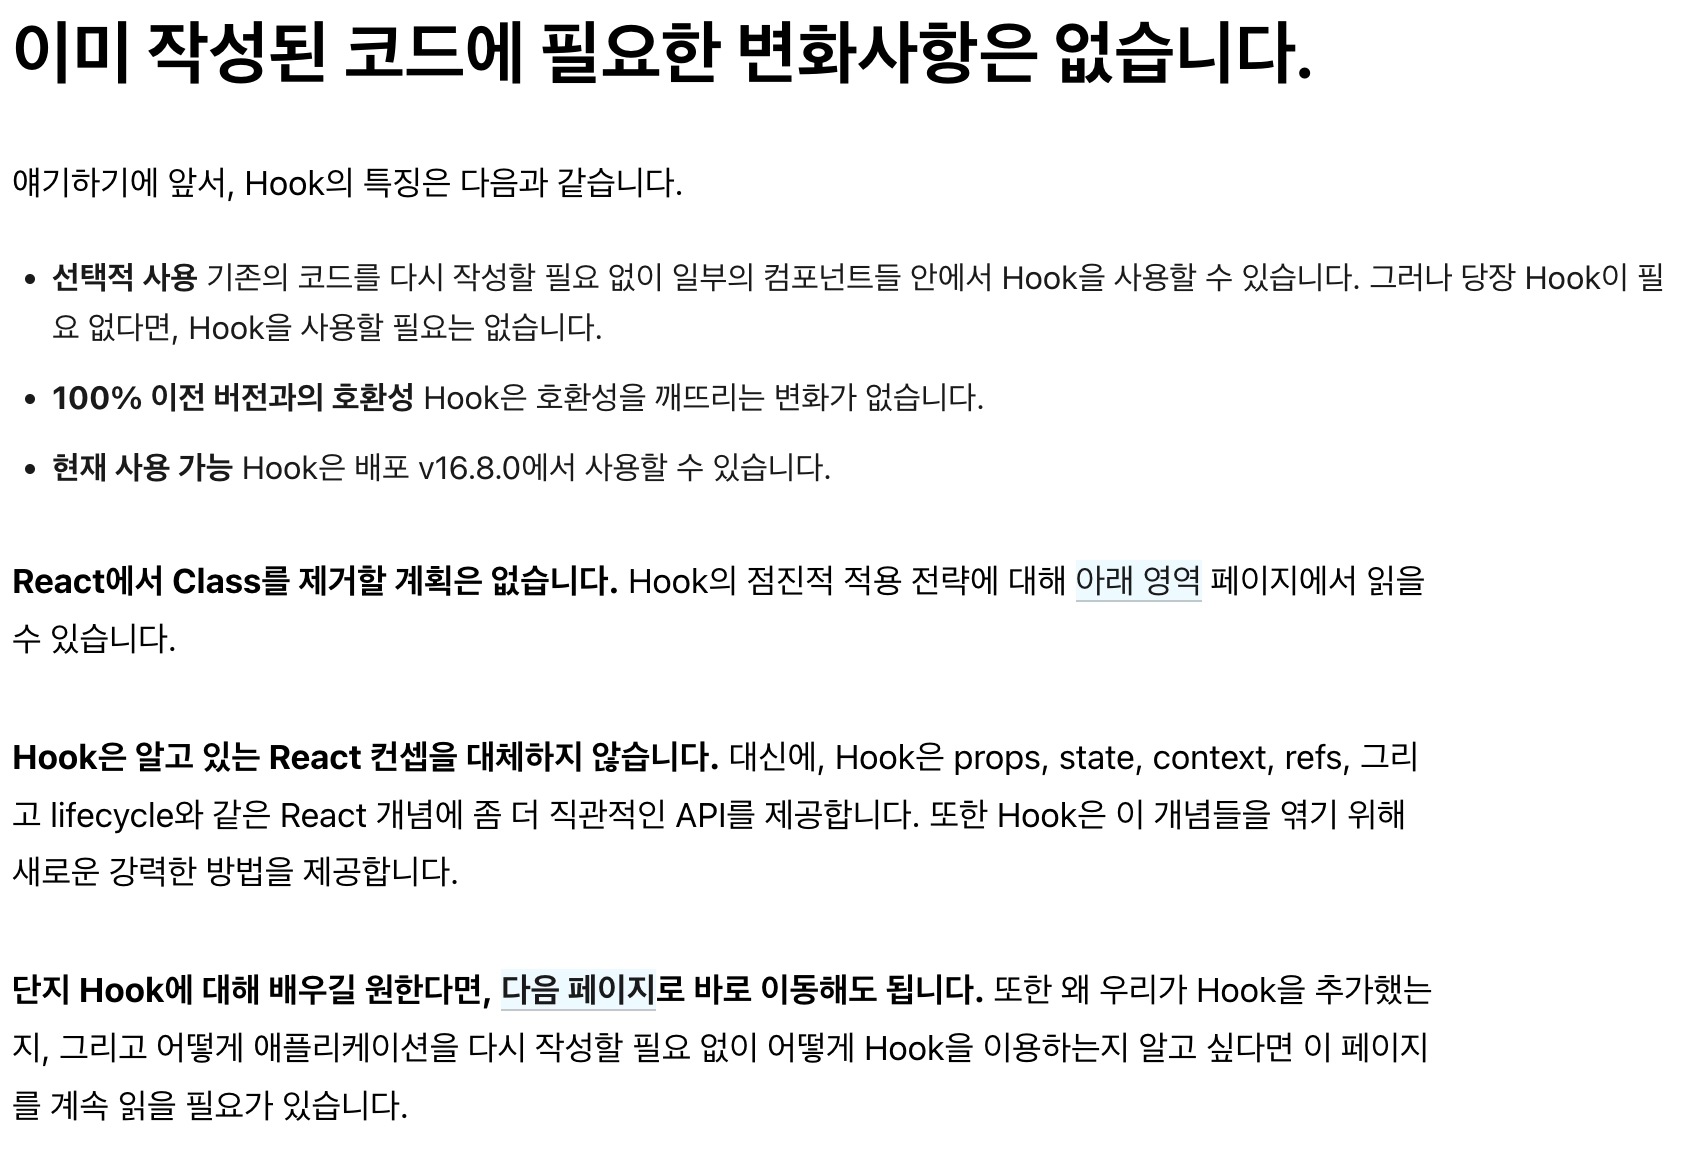 이미 작성된 코드에 필요한 변화사항은 없습니다.
얘기하기에 앞서, Hook의 특징은 다음과 같습니다.
• 선택적 사용 기존의 코드를 다시 작성할 필요 없이 일부의 컴포넌트들 안에서 Hook을 사용할 수 있습니다. 그러나 당장 Hook이 필
요 없다면, Hook을 사용할 필요는 없습니다.
• 100% 이전 버전과의 호환성 Hook은 호환성을 깨뜨리는 변화가 없습니다.
• 현재 사용 가능 Hook은 배포 v16.8.0에서 사용할 수 있습니다.
React에서 Class를 제거할 계획은 없습니다. Hook의 점진적 적용 전략에 대해 아래 영역 페이지에서 읽을
수 있습니다.
Hook은 알고 있는 React 컨셉을 대체하지 않습니다. 대신에, Hook은 props, state, context, refs, 그리
고 lifecycle와 같은 React 개념에 좀 더 직관적인 API를 제공합니다. 또한 Hook은 이 개념들을 엮기 위해
새로운 강력한 방법을 제공합니다.
단지 Hook에 대해 배우길 원한다면, 다음 페이지로 바로 이동해도 됩니다. 또한 왜 우리가 Hook을 추가했는
지, 그리고 어떻게 애플리케이션을 다시 작성할 필요 없이 어떻게 Hook을 이용하는지 알고 싶다면 이 페이지
를 계속 읽을 필요가 있습니다.